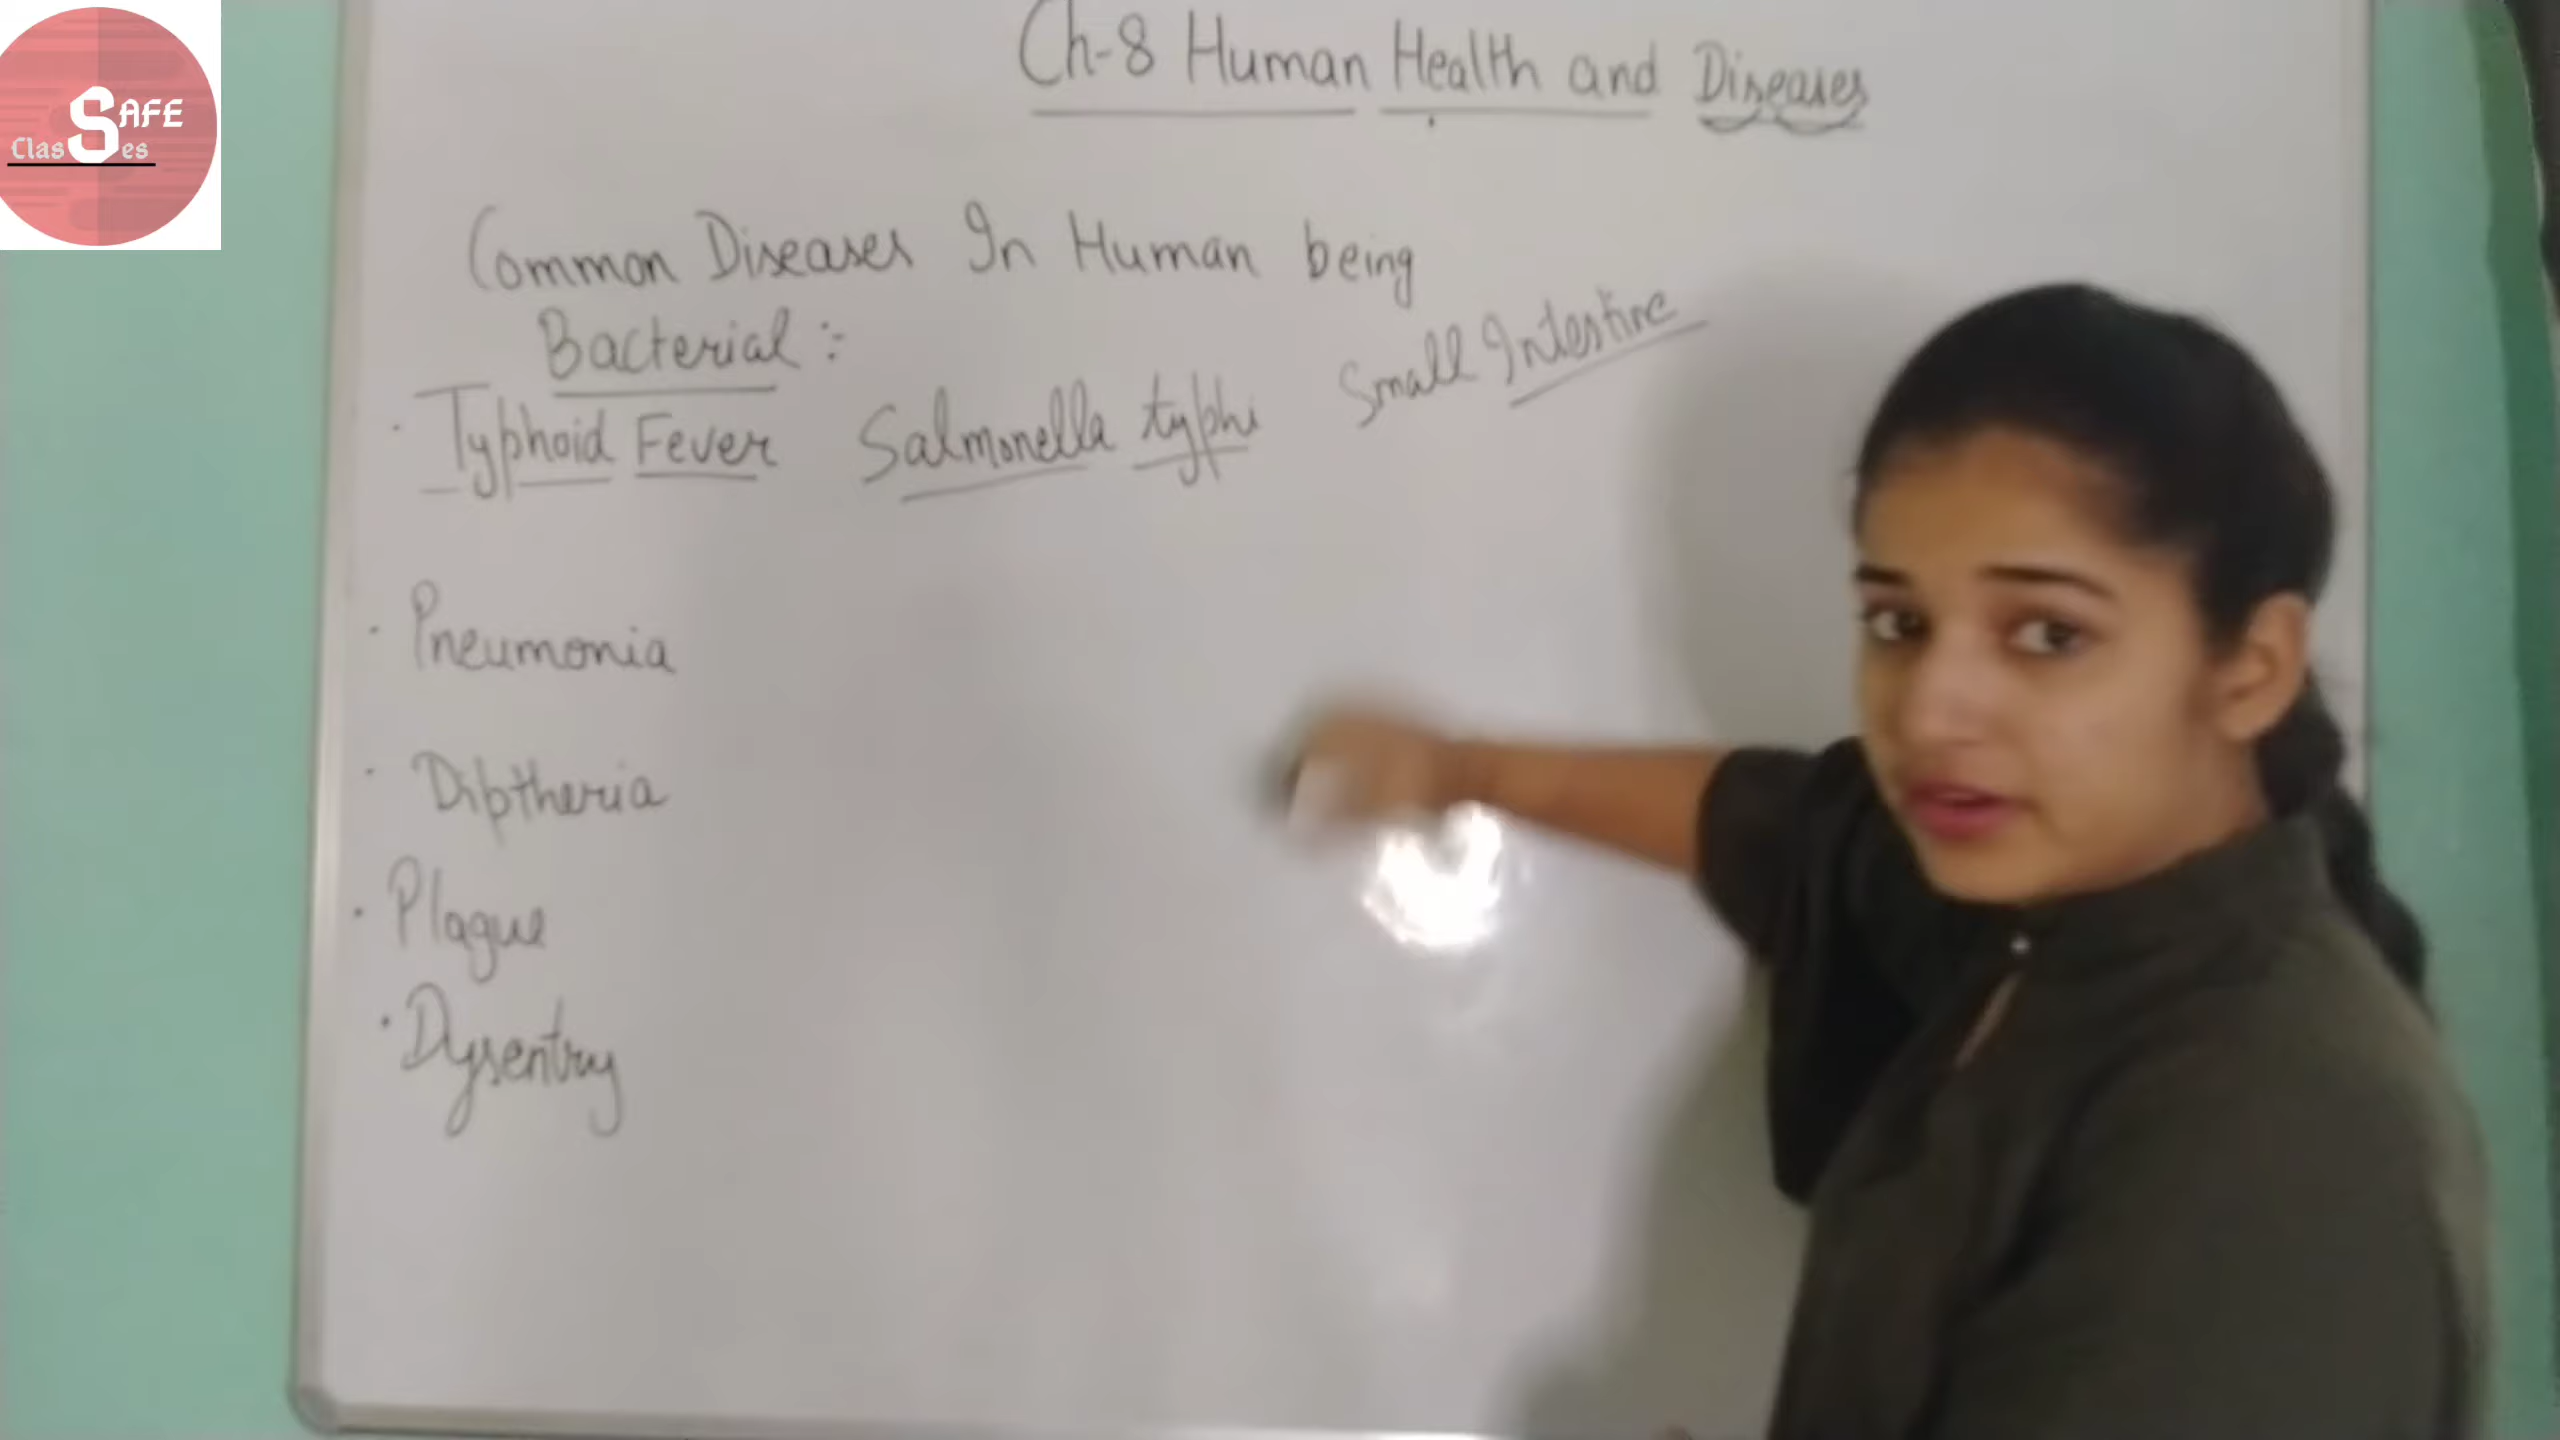 SAFE
Classes
Ch-8 Human Health and Diseases
Common Diseases In Human being
Bacterial :-
Typhoid Fever Salmonella typhi Small Intestine
Pneumonia
Diptheria
Plague
Dysentry